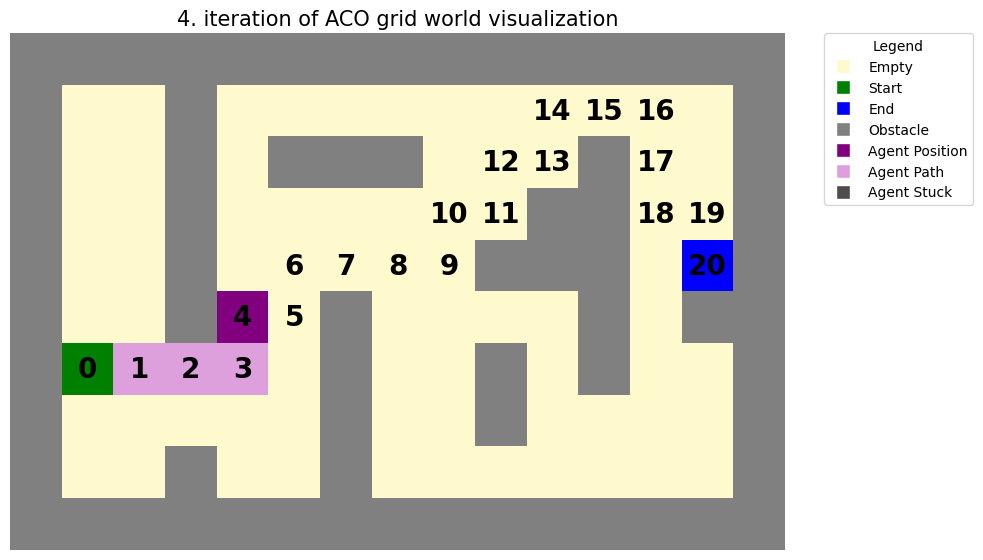 4. iteration of ACO grid world visualization
14 15 16
12 13 17
10 11 18 19
6 7 8 9 20
4 5
0 1 2 3
Legend
Empty
Start
End
Obstacle
Agent Position
Agent Path
Agent Stuck